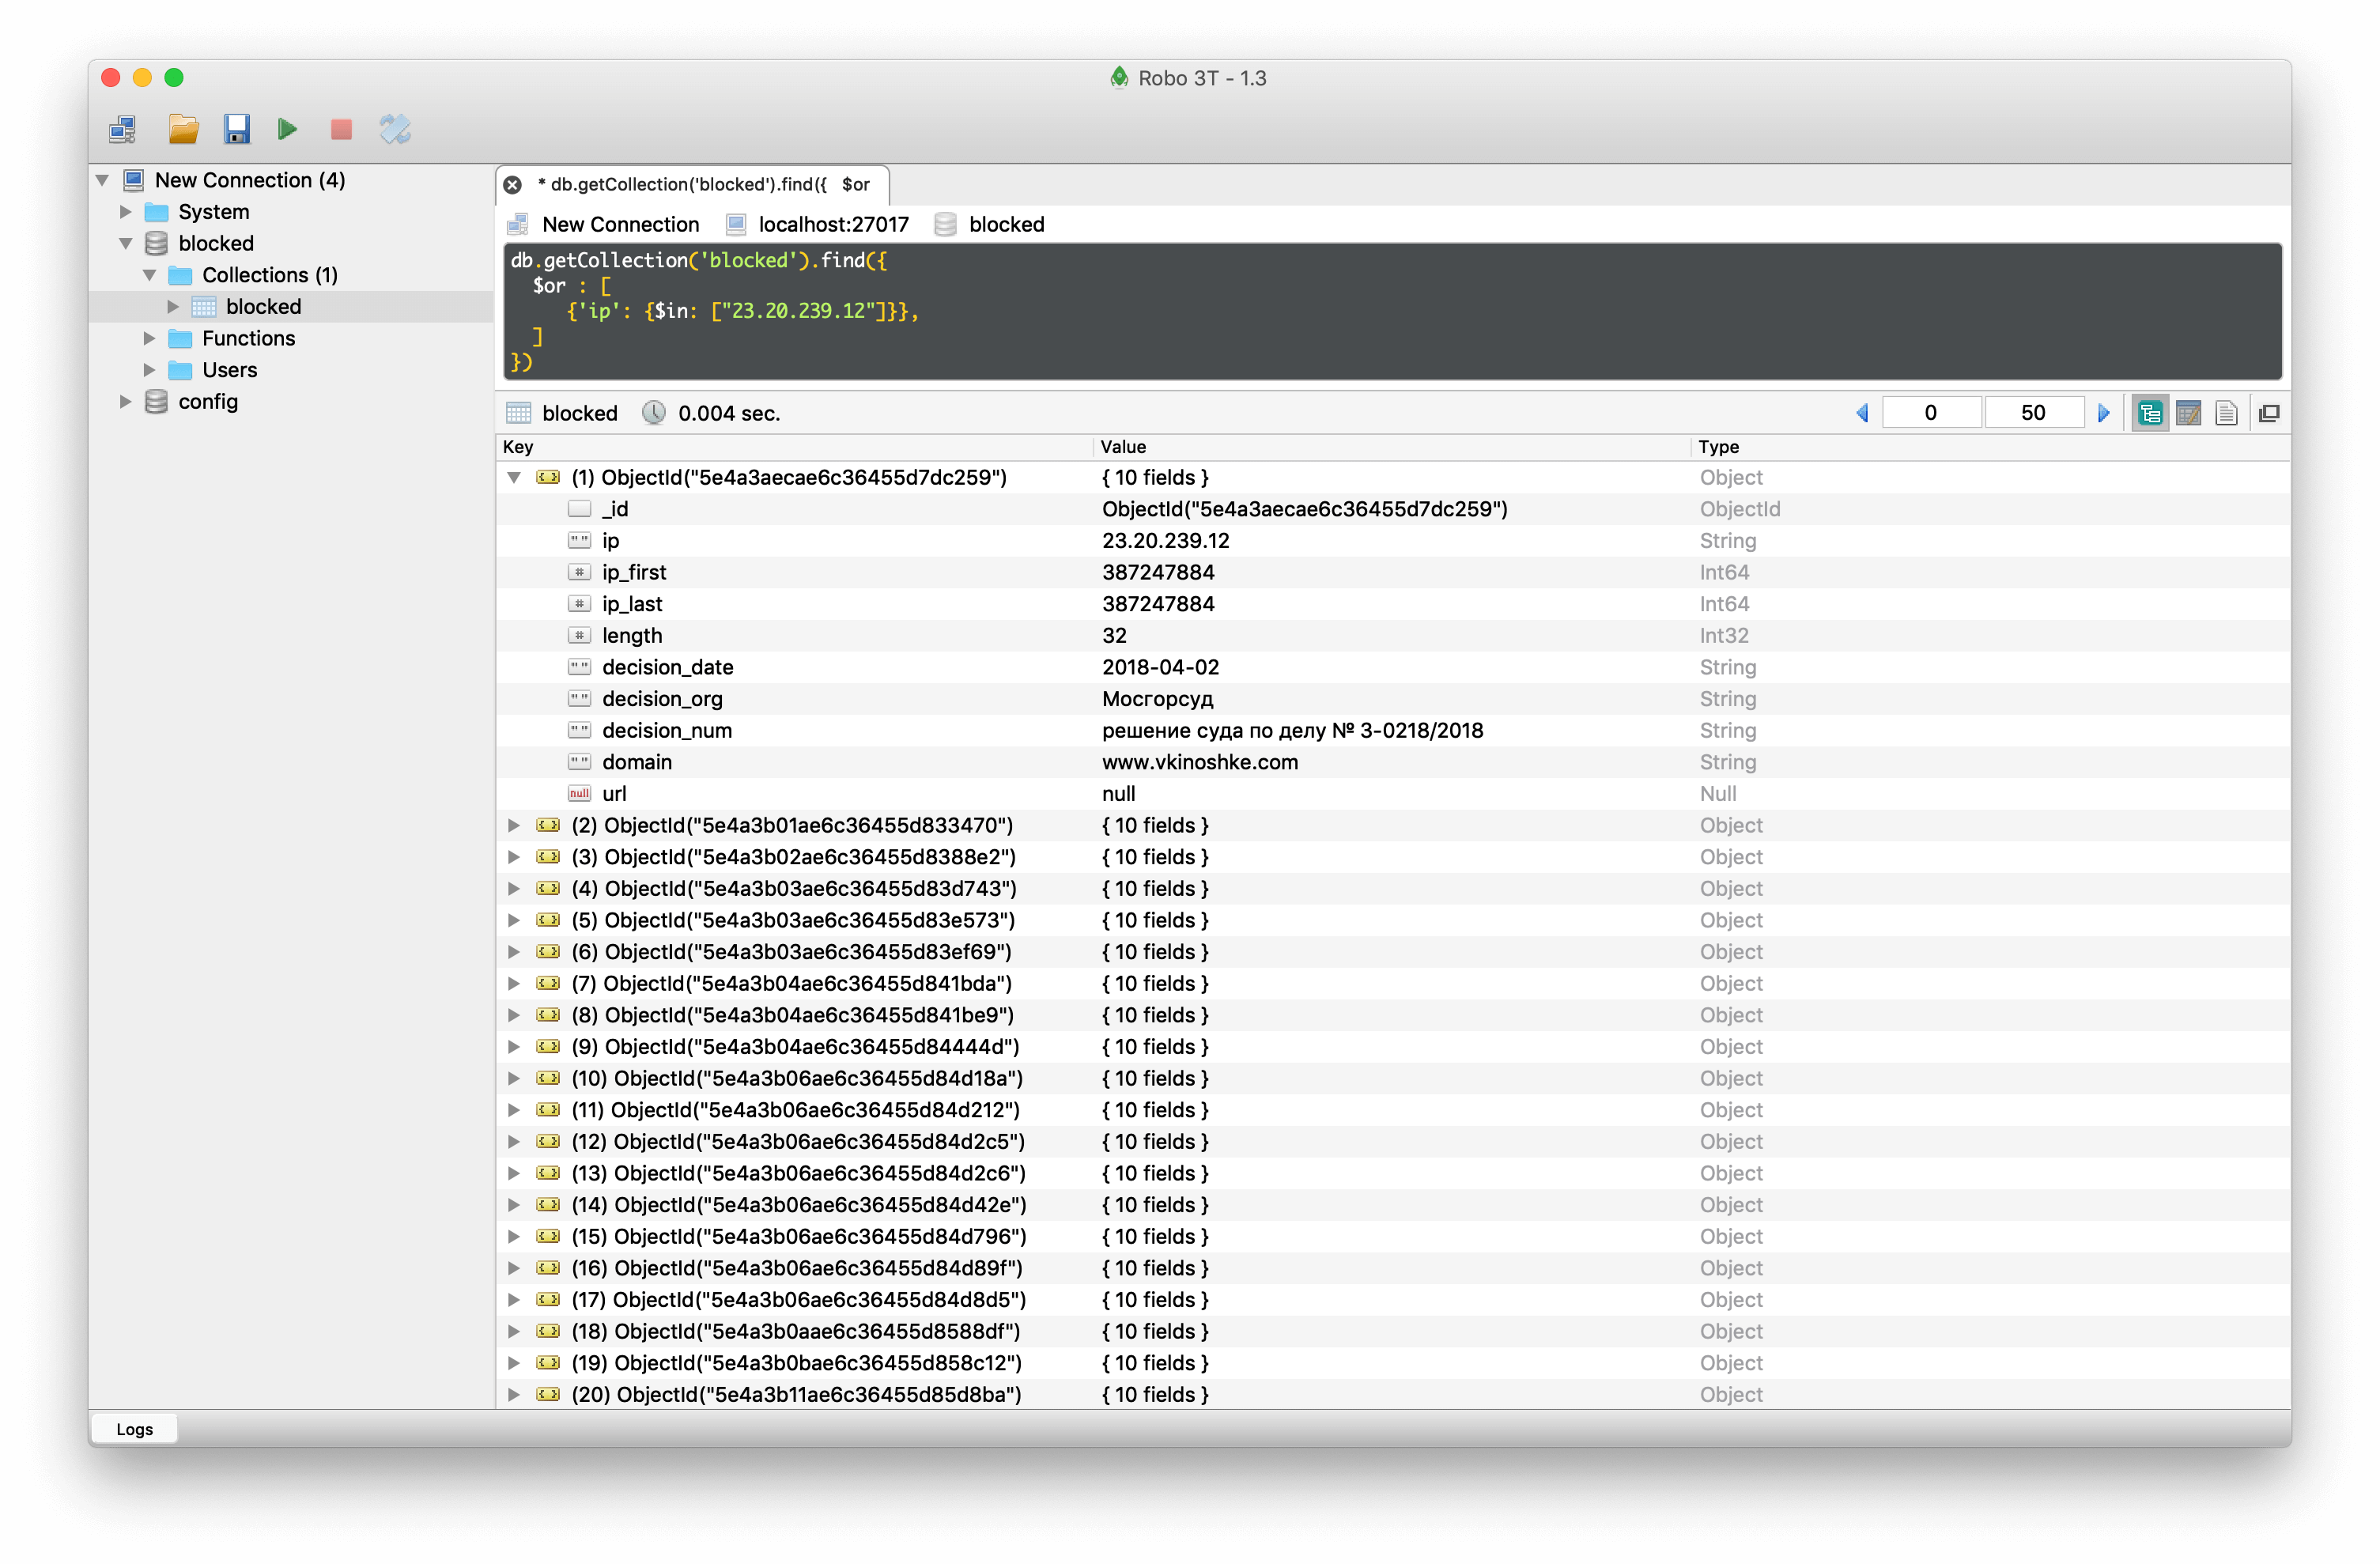 Robo 3T - 1.3
New Connection (4)
System
blocked
Collections (1)
blocked
Functions
Users
config
* db.getCollection('blocked').find({   $or
New Connection   localhost:27017   blocked
db.getCollection('blocked').find({
  $or : [
     {'ip': {$in: ["23.20.239.12"]}},
  ]
})
blocked   0.004 sec.   0   50
Key   Value   Type
(1) ObjectId("5e4a3aecae6c36455d7dc259")   { 10 fields }   Object
_id   ObjectId("5e4a3aecae6c36455d7dc259")   ObjectId
" " ip   23.20.239.12   String
# ip_first   387247884   Int64
# ip_last   387247884   Int64
# length   32   Int32
" " decision_date   2018-04-02   String
" " decision_org   Мосгорсуд   String
" " decision_num   решение суда по делу № 3-0218/2018   String
" " domain   www.vkinoshke.com   String
null url   null   Null
(2) ObjectId("5e4a3b01ae6c36455d833470")   { 10 fields }   Object
(3) ObjectId("5e4a3b02ae6c36455d8388e2")   { 10 fields }   Object
(4) ObjectId("5e4a3b03ae6c36455d83d743")   { 10 fields }   Object
(5) ObjectId("5e4a3b03ae6c36455d83e573")   { 10 fields }   Object
(6) ObjectId("5e4a3b03ae6c36455d83ef69")   { 10 fields }   Object
(7) ObjectId("5e4a3b04ae6c36455d841bda")   { 10 fields }   Object
(8) ObjectId("5e4a3b04ae6c36455d841be9")   { 10 fields }   Object
(9) ObjectId("5e4a3b04ae6c36455d84444d")   { 10 fields }   Object
(10) ObjectId("5e4a3b06ae6c36455d84d18a")   { 10 fields }   Object
(11) ObjectId("5e4a3b06ae6c36455d84d212")   { 10 fields }   Object
(12) ObjectId("5e4a3b06ae6c36455d84d2c5")   { 10 fields }   Object
(13) ObjectId("5e4a3b06ae6c36455d84d2c6")   { 10 fields }   Object
(14) ObjectId("5e4a3b06ae6c36455d84d42e")   { 10 fields }   Object
(15) ObjectId("5e4a3b06ae6c36455d84d796")   { 10 fields }   Object
(16) ObjectId("5e4a3b06ae6c36455d84d89f")   { 10 fields }   Object
(17) ObjectId("5e4a3b06ae6c36455d84d8d5")   { 10 fields }   Object
(18) ObjectId("5e4a3b0aae6c36455d8588df")   { 10 fields }   Object
(19) ObjectId("5e4a3b0bae6c36455d858c12")   { 10 fields }   Object
(20) ObjectId("5e4a3b11ae6c36455d85d8ba")   { 10 fields }   Object
Logs